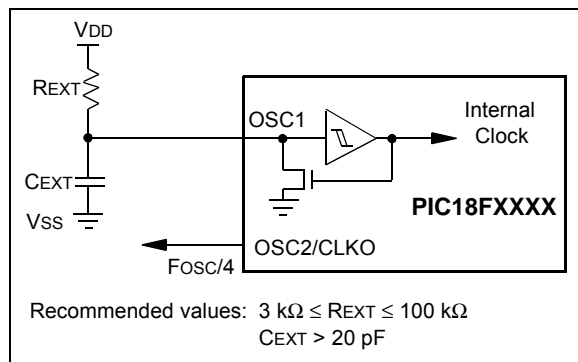 VDD
REXT
OSC1
Internal
Clock
CEXT
PIC18FXXXX
VSS
OSC2/CLKO
FOSC/4
Recommended values: 3 kΩ ≤ REXT ≤ 100 kΩ
CEXT > 20 pF